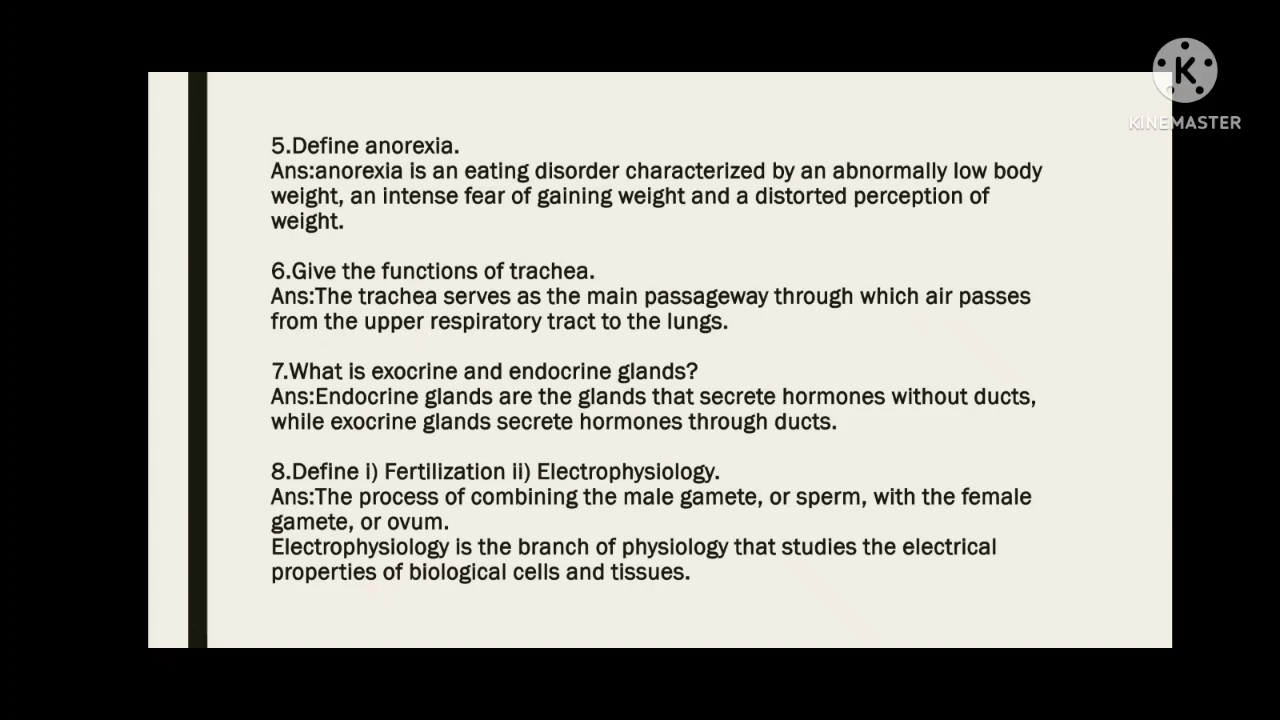 KINEMASTER
5.Define anorexia.
Ans:anorexia is an eating disorder characterized by an abnormally low body
weight, an intense fear of gaining weight and a distorted perception of
weight.
6.Give the functions of trachea.
Ans:The trachea serves as the main passageway through which air passes
from the upper respiratory tract to the lungs.
7.What is exocrine and endocrine glands?
Ans:Endocrine glands are the glands that secrete hormones without ducts,
while exocrine glands secrete hormones through ducts.
8.Define i) Fertilization ii) Electrophysiology.
Ans:The process of combining the male gamete, or sperm, with the female
gamete, or ovum.
Electrophysiology is the branch of physiology that studies the electrical
properties of biological cells and tissues.